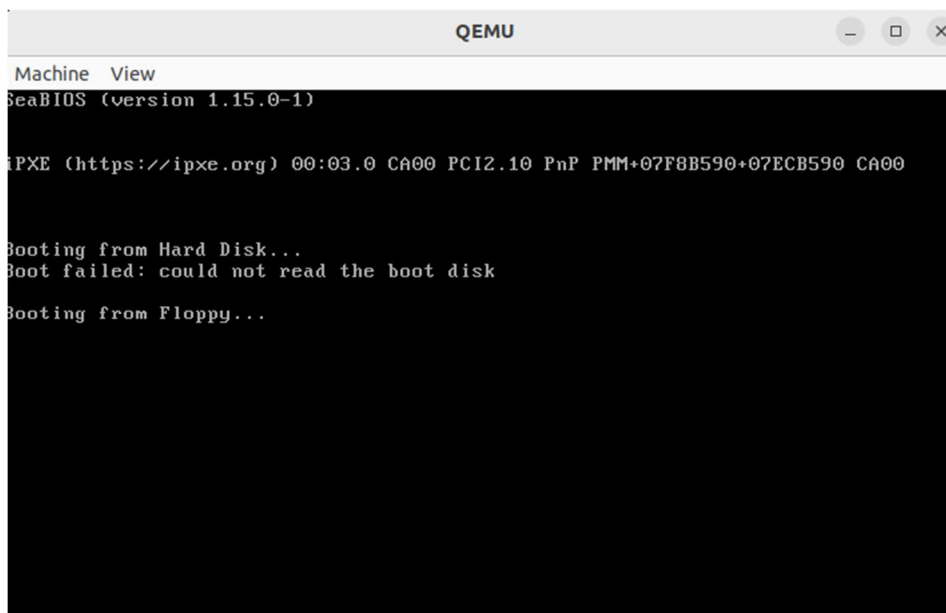 QEMU
Machine View
SeaBIOS (version 1.15.0-1)
iPXE (https://ipxe.org) 00:03.0 CA00 PCI2.10 PnP PMM+07F8B590+07ECB590 CA00
Booting from Hard Disk...
Boot failed: could not read the boot disk
Booting from Floppy...